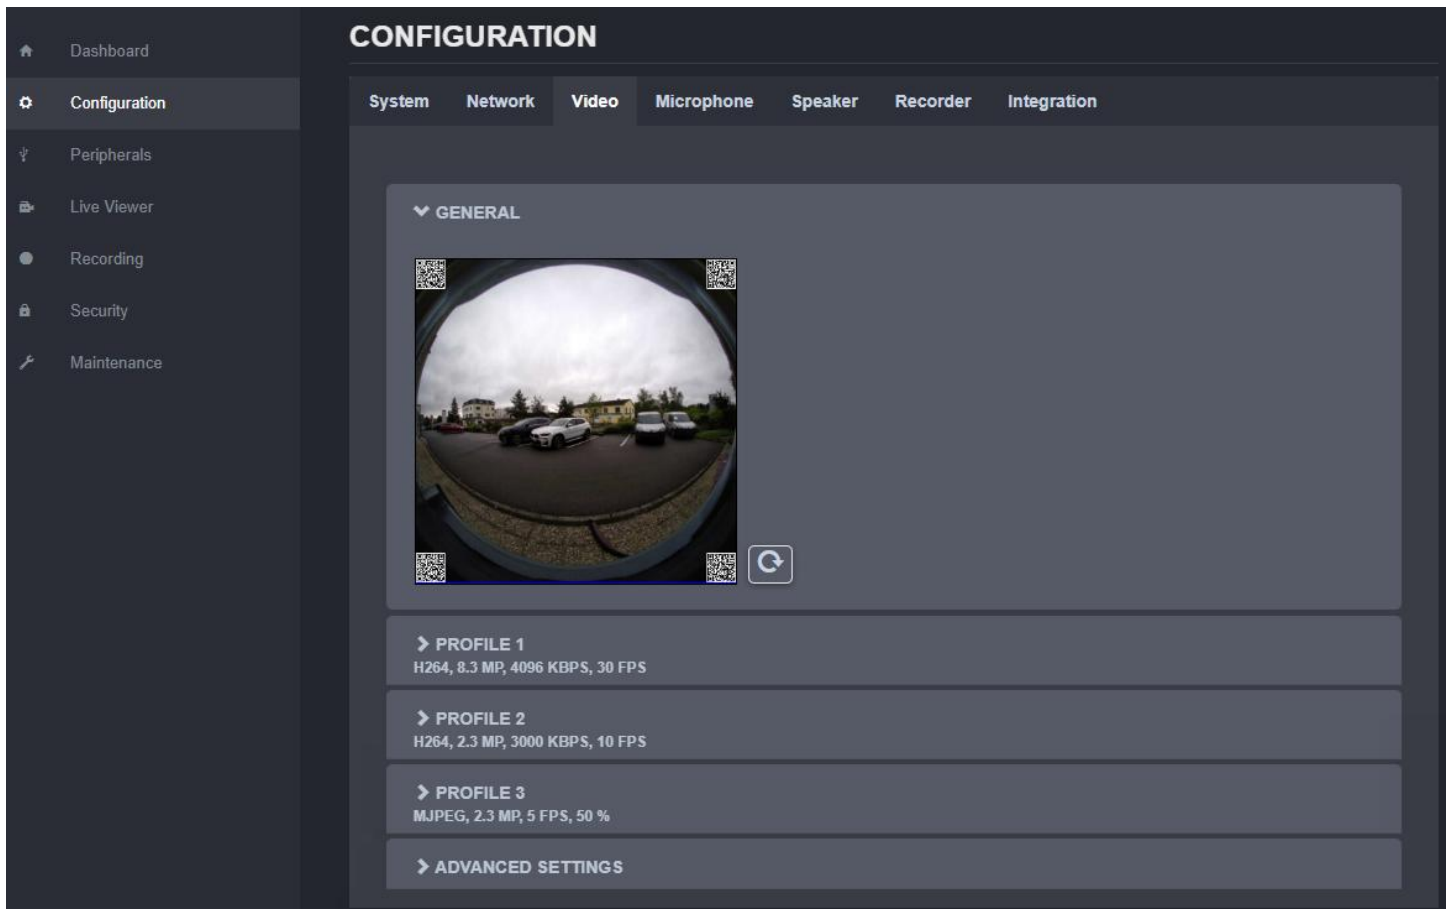 CONFIGURATION
Dashboard
Configuration
Peripherals
Live Viewer
Recording
Security
Maintenance
System Network Video Microphone Speaker Recorder Integration
GENERAL
PROFILE 1
H264, 8.3 MP, 4096 KBPS, 30 FPS
PROFILE 2
H264, 2.3 MP, 3000 KBPS, 10 FPS
PROFILE 3
MJPEG, 2.3 MP, 5 FPS, 50 %
ADVANCED SETTINGS